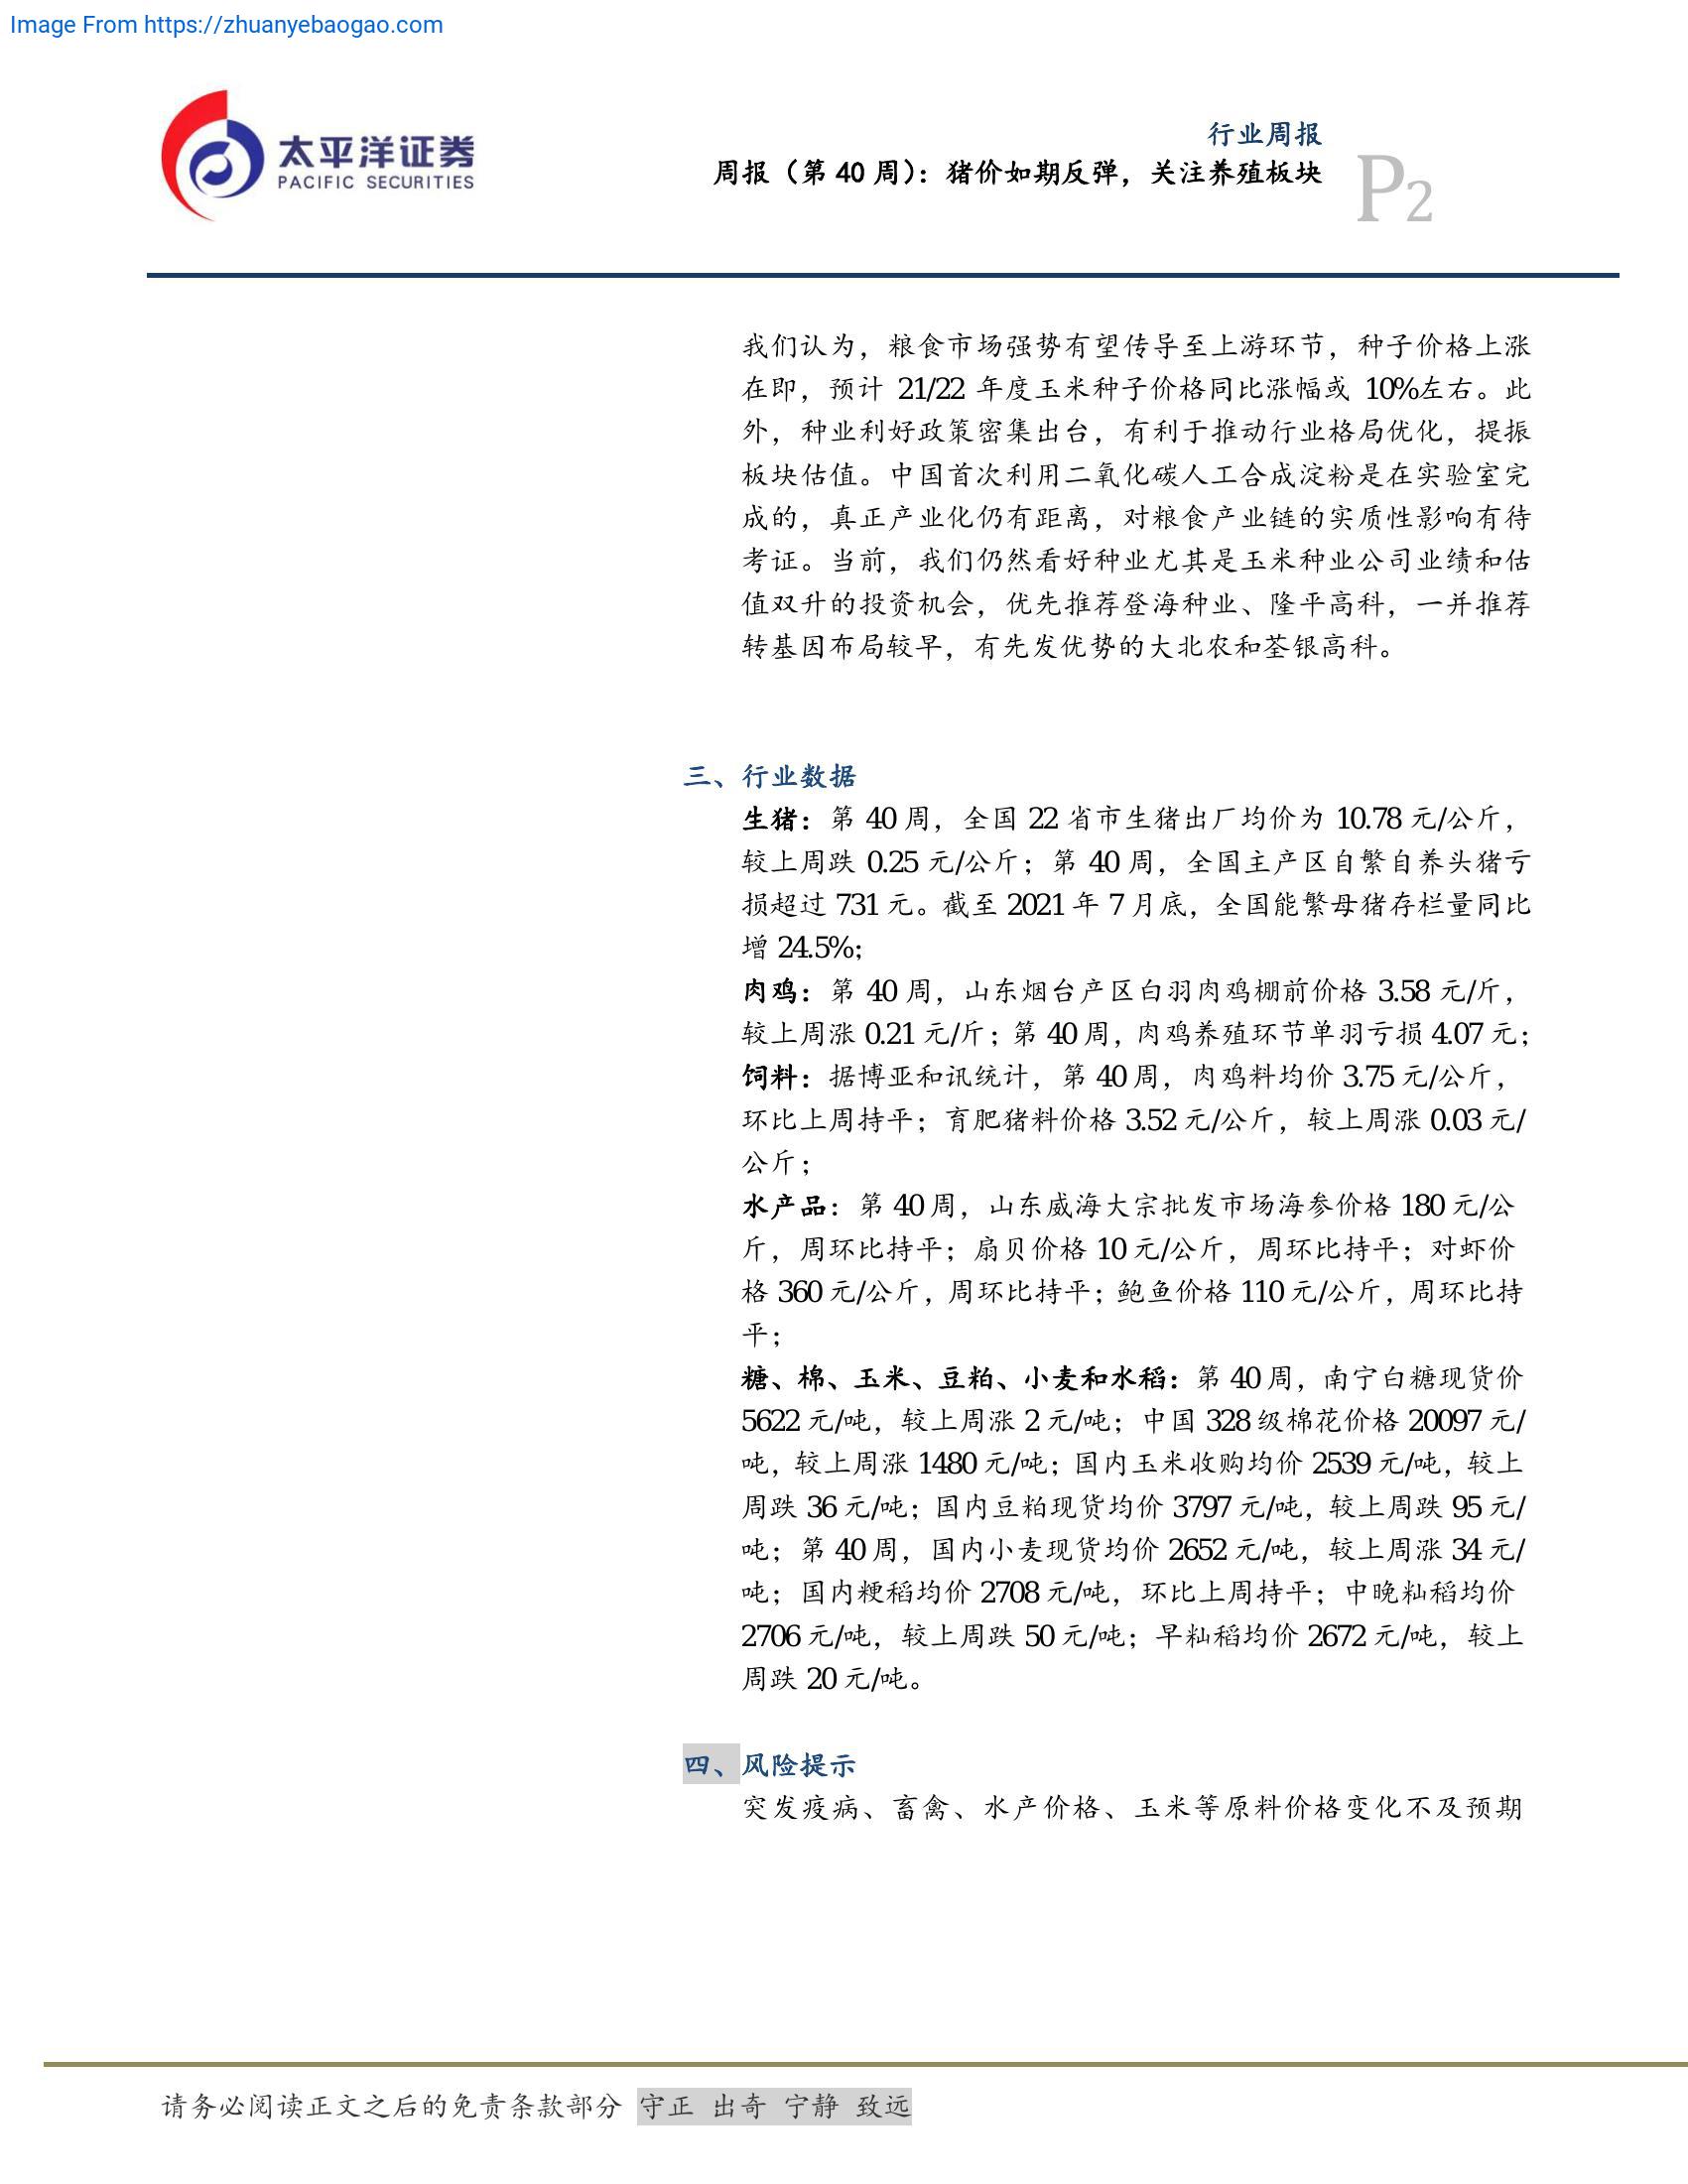 Image From https://zhuanyebaogao.com
太平洋证券
PACIFIC SECURITIES
行业周报
周报（第 40 周）：猪价如期反弹，关注养殖板块
P2
我们认为，粮食市场强势有望传导至上游环节，种子价格上涨
在即，预计 21/22 年度玉米种子价格同比涨幅或 10%左右。此
外，种业利好政策密集出台，有利于推动行业格局优化，提振
板块估值。中国首次利用二氧化碳人工合成淀粉是在实验室完
成的，真正产业化仍有距离，对粮食产业链的实质性影响有待
考证。当前，我们仍然看好种业尤其是玉米种业公司业绩和估
值双升的投资机会，优先推荐登海种业、隆平高科，一并推荐
转基因布局较早，有先发优势的大北农和荃银高科。
三、行业数据
生猪：第 40 周，全国 22 省市生猪出厂均价为 10.78 元/公斤，
较上周跌 0.25 元/公斤；第 40 周，全国主产区自繁自养头猪亏
损超过 731 元。截至 2021 年 7 月底，全国能繁母猪存栏量同比
增 24.5%；
肉鸡：第 40 周，山东烟台产区白羽肉鸡棚前价格 3.58 元/斤，
较上周涨 0.21 元/斤；第 40 周，肉鸡养殖环节单羽亏损 4.07 元；
饲料：据博亚和讯统计，第 40 周，肉鸡料均价 3.75 元/公斤，
环比上周持平；育肥猪料价格 3.52 元/公斤，较上周涨 0.03 元/
公斤；
水产品：第 40 周，山东威海大宗批发市场海参价格 180 元/公
斤，周环比持平；扇贝价格 10 元/公斤，周环比持平；对虾价
格 360 元/公斤，周环比持平；鲍鱼价格 110 元/公斤，周环比持
平；
糖、棉、玉米、豆粕、小麦和水稻：第 40 周，南宁白糖现货价
5622 元/吨，较上周涨 2 元/吨；中国 328 级棉花价格 20097 元/
吨，较上周涨 1480 元/吨；国内玉米收购均价 2539 元/吨，较上
周跌 36 元/吨；国内豆粕现货均价 3797 元/吨，较上周跌 95 元/
吨；第 40 周，国内小麦现货均价 2652 元/吨，较上周涨 34 元/
吨；国内粳稻均价 2708 元/吨，环比上周持平；中晚籼稻均价
2706 元/吨，较上周跌 50 元/吨；早籼稻均价 2672 元/吨，较上
周跌 20 元/吨。
四、风险提示
突发疫病、畜禽、水产价格、玉米等原料价格变化不及预期
请务必阅读正文之后的免责条款部分 守正 出奇 宁静 致远